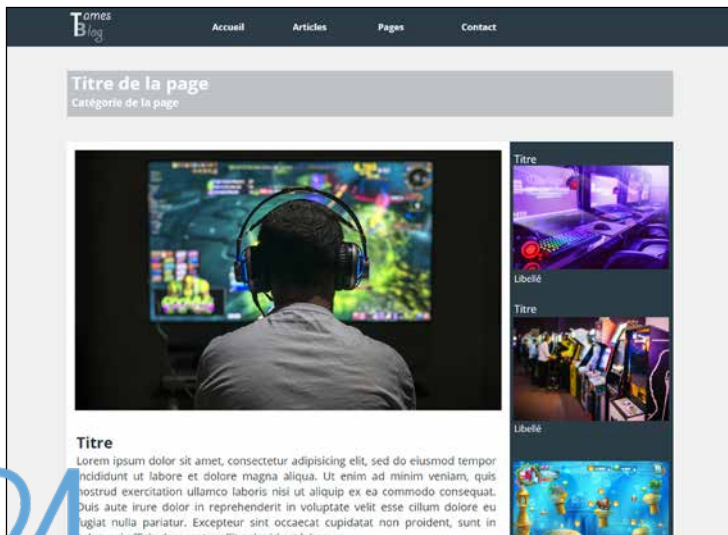 Tames
Blog
Accueil
Articles
Pages
Contact
Titre de la page
Catégorie de la page
Titre
Libellé
Titre
Libellé
Titre
Lorem ipsum dolor sit amet, consectetur adipisicing elit, sed do eiusmod tempor
incididunt ut labore et dolore magna aliqua. Ut enim ad minim veniam, quis
nostrud exercitation ullamco laboris nisi ut aliquip ex ea commodo consequat.
Duis aute irure dolor in reprehenderit in voluptate velit esse cillum dolore eu
fugiat nulla pariatur. Excepteur sint occaecat cupidatat non proident, sunt in
24